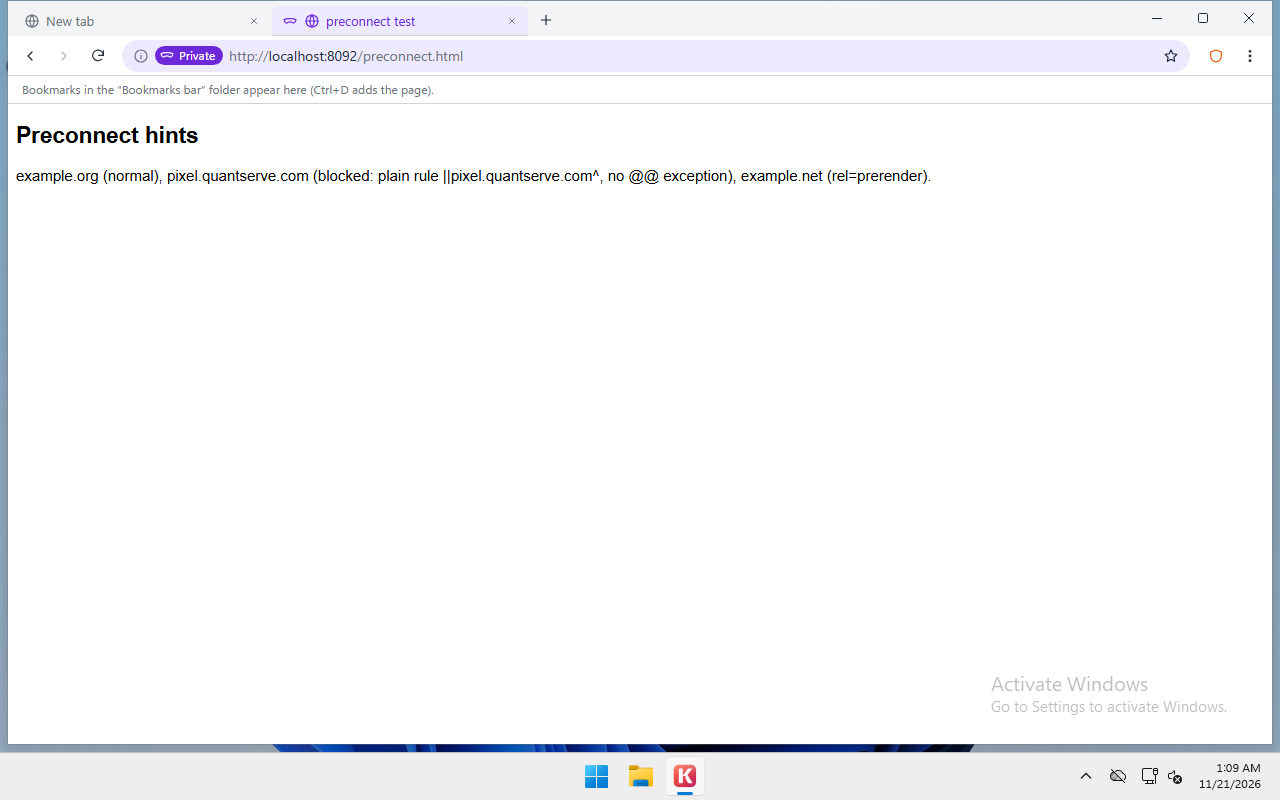 New tab
preconnect test
Private
http://localhost:8092/preconnect.html
Bookmarks in the "Bookmarks bar" folder appear here (Ctrl+D adds the page).
Preconnect hints
example.org (normal), pixel.quantserve.com (blocked: plain rule ||pixel.quantserve.com^, no @@ exception), example.net (rel=prerender).
Activate Windows
Go to Settings to activate Windows.
K
1:09 AM
11/21/2026